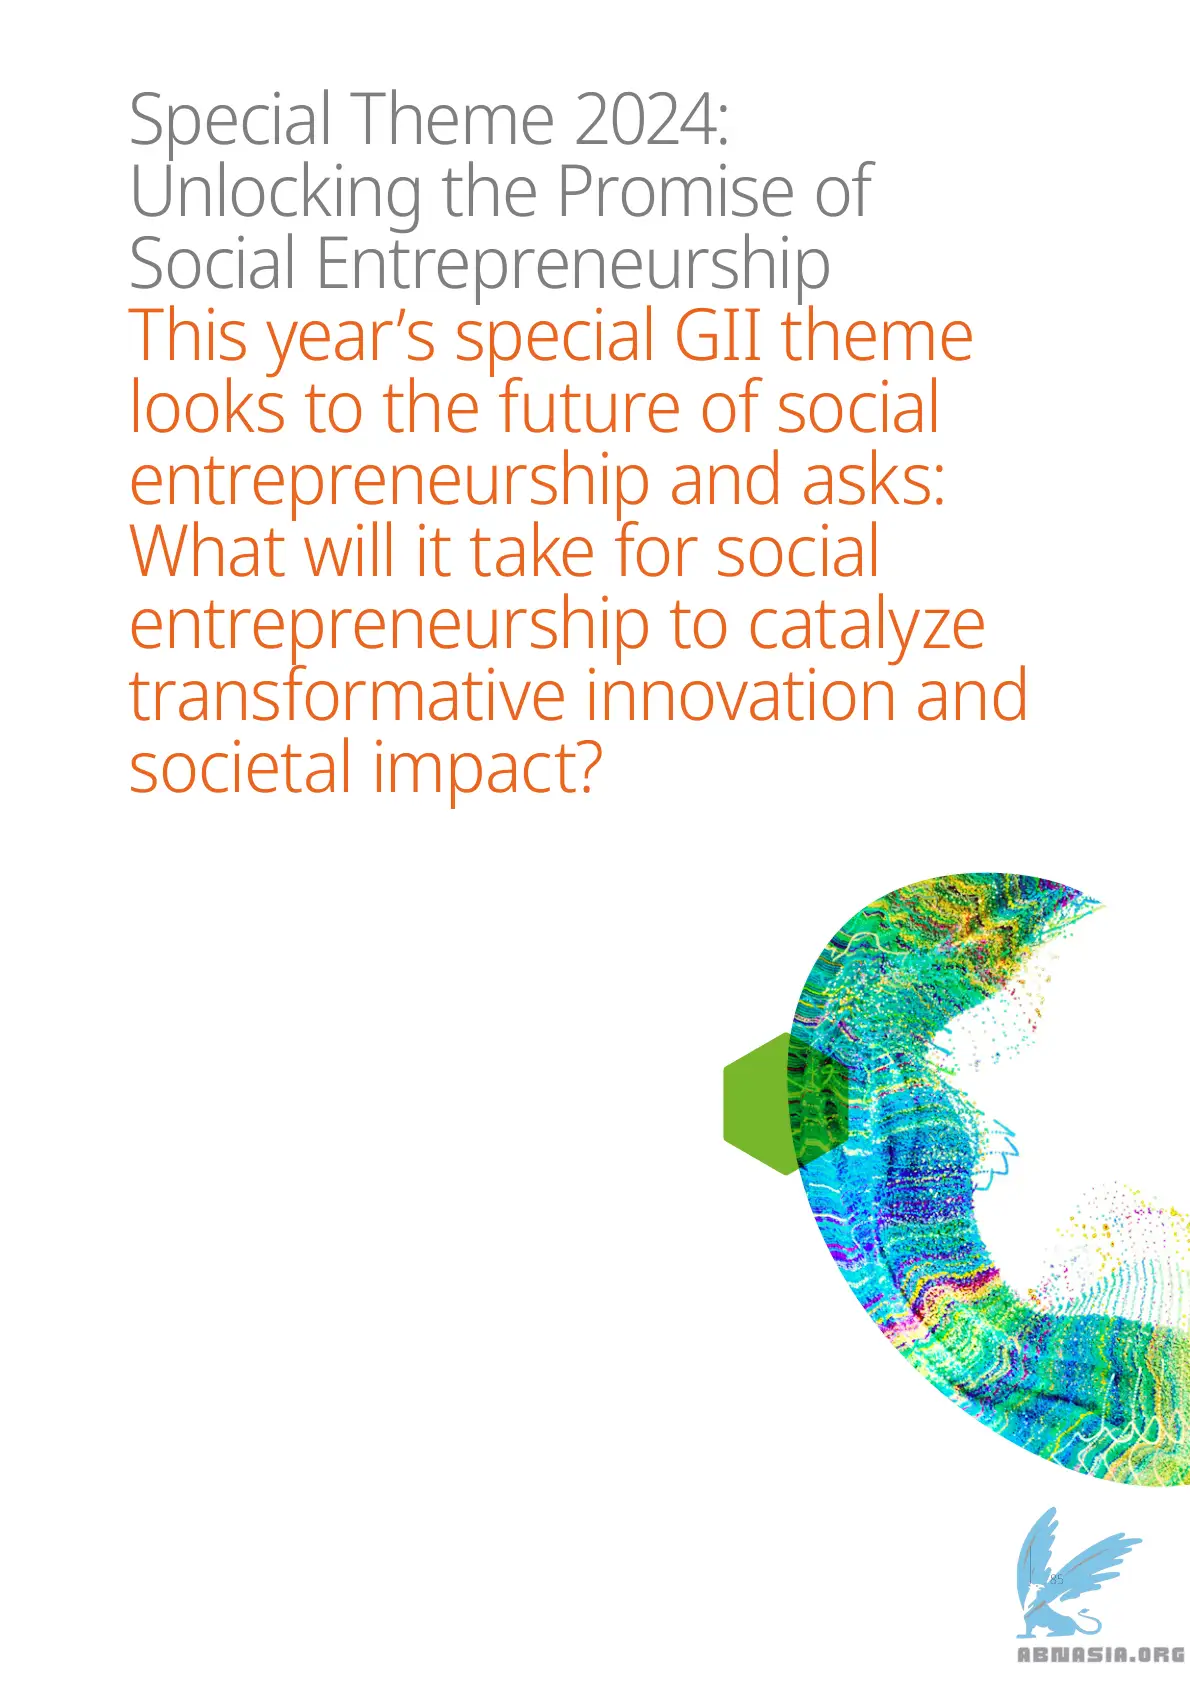 Special Theme 2024:
Unlocking the Promise of
Social Entrepreneurship
This year’s special GII theme
looks to the future of social
entrepreneurship and asks:
What will it take for social
entrepreneurship to catalyze
transformative innovation and
societal impact?
85
ABNASIA.ORG